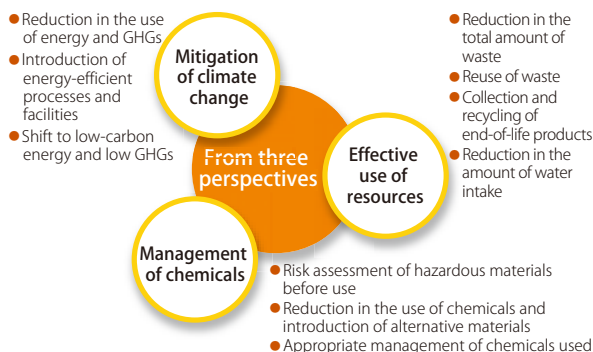 ● Reduction in the use
of energy and GHGs
● Introduction of
energy-efficient
processes and
facilities
● Shift to low-carbon
energy and low GHGs
Mitigation
of climate
change
From three
perspectives
Effective
use of
resources
● Reduction in the
total amount of
waste
● Reuse of waste
● Collection and
recycling of
end-of-life products
● Reduction in the
amount of water
intake
Management
of chemicals
● Risk assessment of hazardous materials
before use
● Reduction in the use of chemicals and
introduction of alternative materials
● Appropriate management of chemicals used